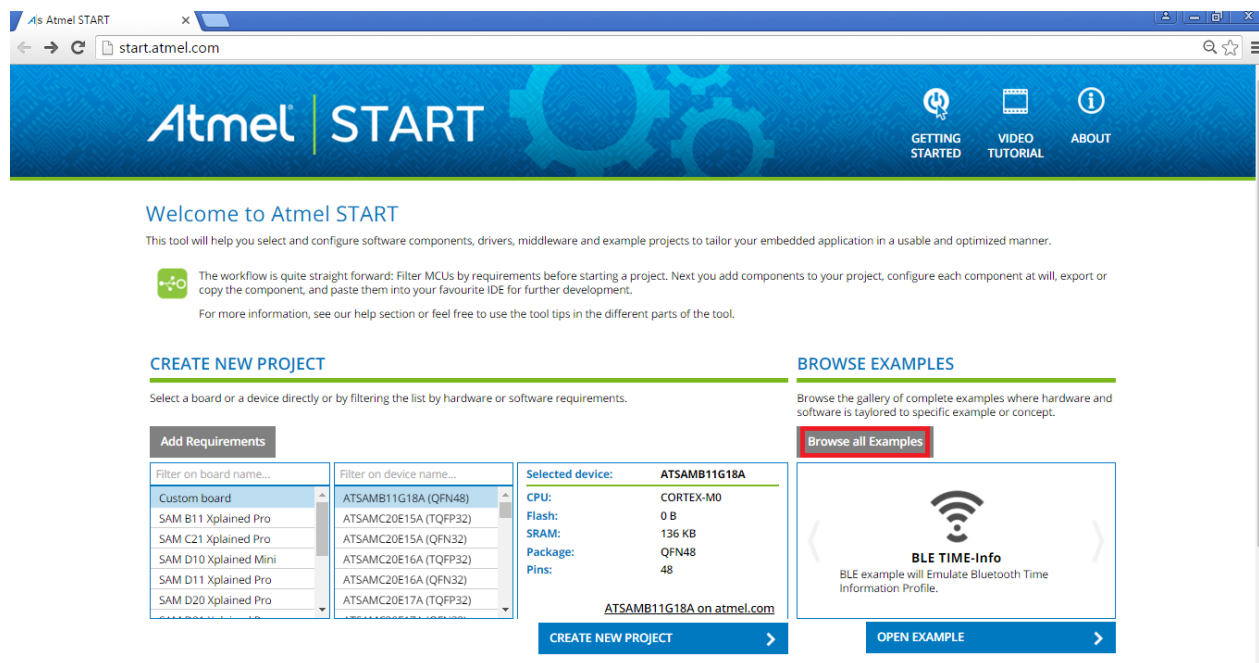 As Atmel START
start.atmel.com
Atmel | START
GETTING STARTED
VIDEO TUTORIAL
ABOUT
Welcome to Atmel START
This tool will help you select and configure software components, drivers, middleware and example projects to tailor your embedded application in a usable and optimized manner.
The workflow is quite straight forward: Filter MCUs by requirements before starting a project. Next you add components to your project, configure each component at will, export or
copy the component, and paste them into your favourite IDE for further development.
For more information, see our help section or feel free to use the tool tips in the different parts of the tool.
CREATE NEW PROJECT
Select a board or a device directly or by filtering the list by hardware or software requirements.
Add Requirements
Filter on board name...
Custom board
SAM B11 Xplained Pro
SAM C21 Xplained Pro
SAM D10 Xplained Mini
SAM D11 Xplained Pro
SAM D20 Xplained Pro
Filter on device name...
ATSAMB11G18A (QFN48)
ATSAMC20E15A (TQFP32)
ATSAMC20E15A (QFN32)
ATSAMC20E16A (TQFP32)
ATSAMC20E16A (QFN32)
ATSAMC20E17A (TQFP32)
Selected device: ATSAMB11G18A
CPU: CORTEX-M0
Flash: 0 B
SRAM: 136 KB
Package: QFN48
Pins: 48
ATSAMB11G18A on atmel.com
CREATE NEW PROJECT
BROWSE EXAMPLES
Browse the gallery of complete examples where hardware and
software is taylored to specific example or concept.
Browse all Examples
BLE TIME-Info
BLE example will Emulate Bluetooth Time
Information Profile.
OPEN EXAMPLE